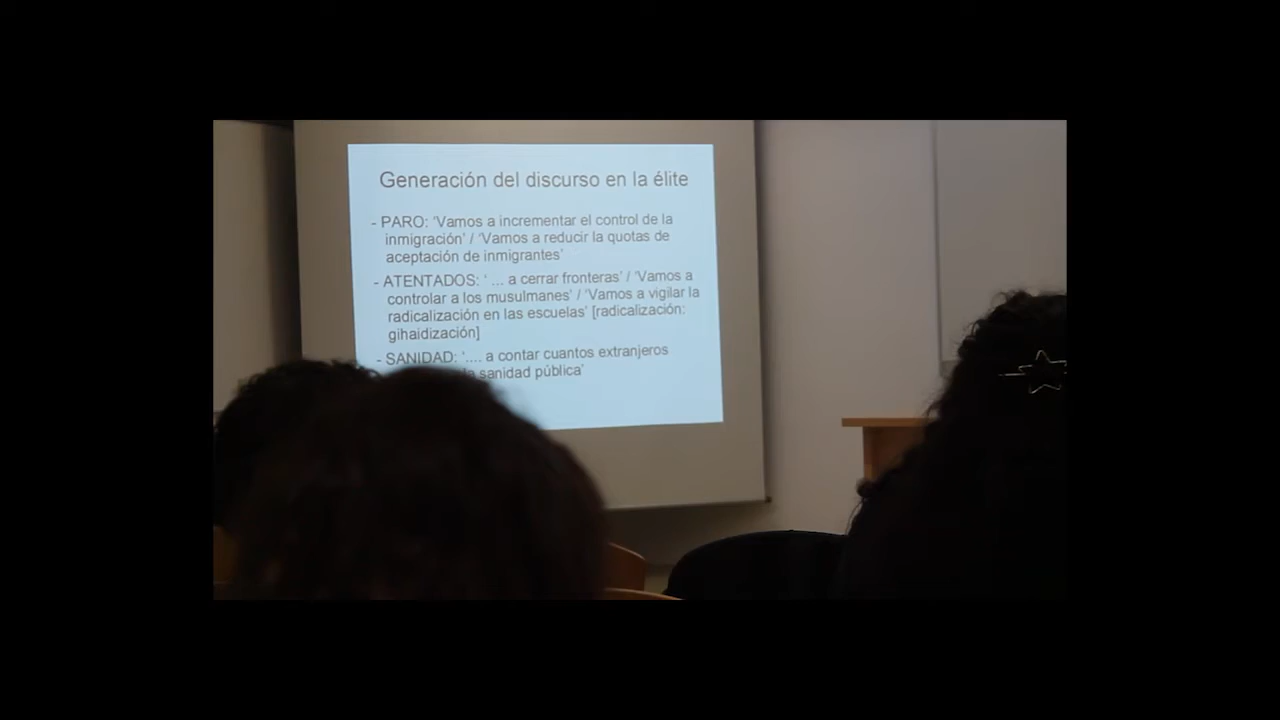 Generación del discurso en la élite
- PARO: 'Vamos a incrementar el control de la
inmigración' / 'Vamos a reducir la quotas de
aceptación de inmigrantes'
- ATENTADOS: ' ... a cerrar fronteras' / 'Vamos a
controlar a los musulmanes' / 'Vamos a vigilar la
radicalización en las escuelas' [radicalización:
gihaidización]
- SANIDAD: '.... a contar cuantos extranjeros
sanidad pública'